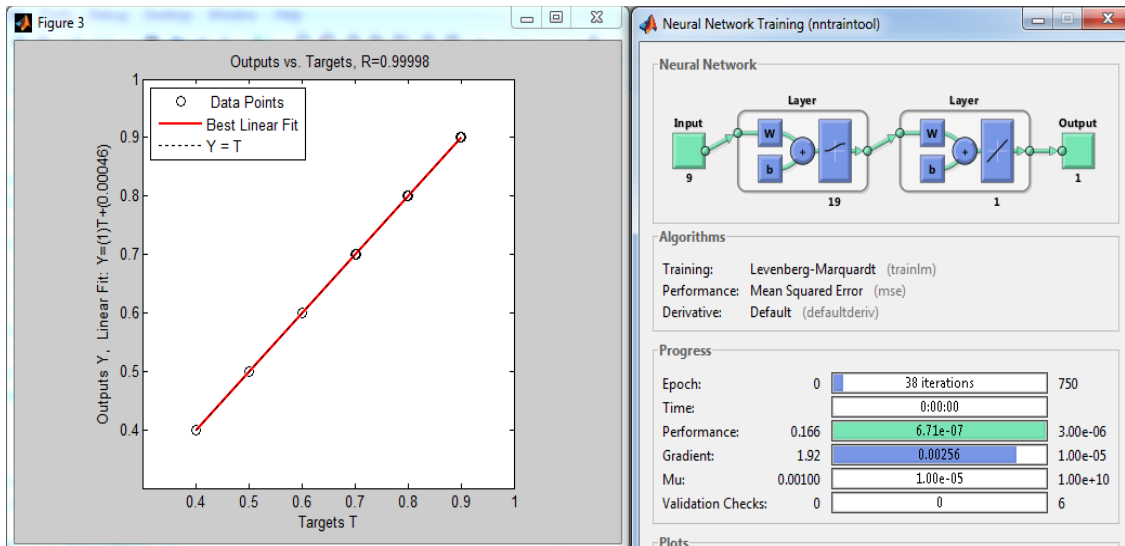 Figure 3
Outputs vs. Targets, R=0.99998
1
0.9
0.8
0.7
0.6
0.5
0.4
Outputs Y, Linear Fit: Y=(1)T+(0.00046)
Data Points
Best Linear Fit
Y = T
0.4 0.5 0.6 0.7 0.8 0.9 1
Targets T
Neural Network Training (nntraintool)
Neural Network
Layer Layer
Input Output
W W
+ +
b b
9 1
19 1
Algorithms
Training: Levenberg-Marquardt (trainlm)
Performance: Mean Squared Error (mse)
Derivative: Default (defaultderiv)
Progress
Epoch: 0 38 iterations 750
Time: 0:00:00
Performance: 0.166 6.71e-07 3.00e-06
Gradient: 1.92 0.00256 1.00e-05
Mu: 0.00100 1.00e-05 1.00e+10
Validation Checks: 0 0 6
Plots